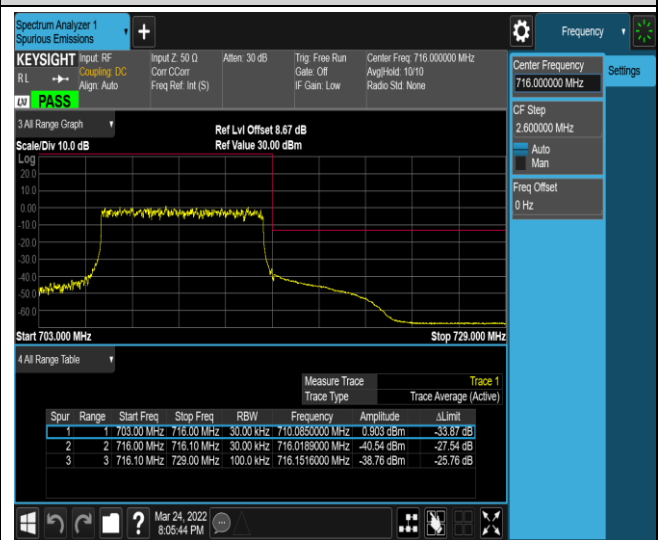 Spectrum Analyzer 1
Spurious Emissions
Frequency
KEYSIGHT Input: RF Input Z: 50 Ω Atten: 30 dB Trig: Free Run Center Freq: 716.000000 MHz
RL Coupling: DC Corr CCorr Gate: Off Avg|Hold: 10/10
Align: Auto Freq Ref: Int (S) IF Gain: Low Radio Std: None
PASS
Center Frequency
716.000000 MHz
Settings
CF Step
2.600000 MHz
Auto
Man
Freq Offset
0 Hz
3 All Range Graph
Ref Lvl Offset 8.67 dB
Scale/Div 10.0 dB Ref Value 30.00 dBm
Log
20.0
10.0
0.00
-10.0
-20.0
-30.0
-40.0
-50.0
-60.0
Start 703.000 MHz Stop 729.000 MHz
4 All Range Table
Measure Trace Trace 1
Trace Type Trace Average (Active)
Spur Range Start Freq Stop Freq RBW Frequency Amplitude ΔLimit
1 1 703.00 MHz 716.00 MHz 30.00 kHz 710.0850000 MHz 0.903 dBm -33.87 dB
2 2 716.00 MHz 716.10 MHz 30.00 kHz 716.0189000 MHz -40.54 dBm -27.54 dB
3 3 716.10 MHz 729.00 MHz 100.0 kHz 716.1516000 MHz -38.76 dBm -25.76 dB
Mar 24, 2022
8:05:44 PM